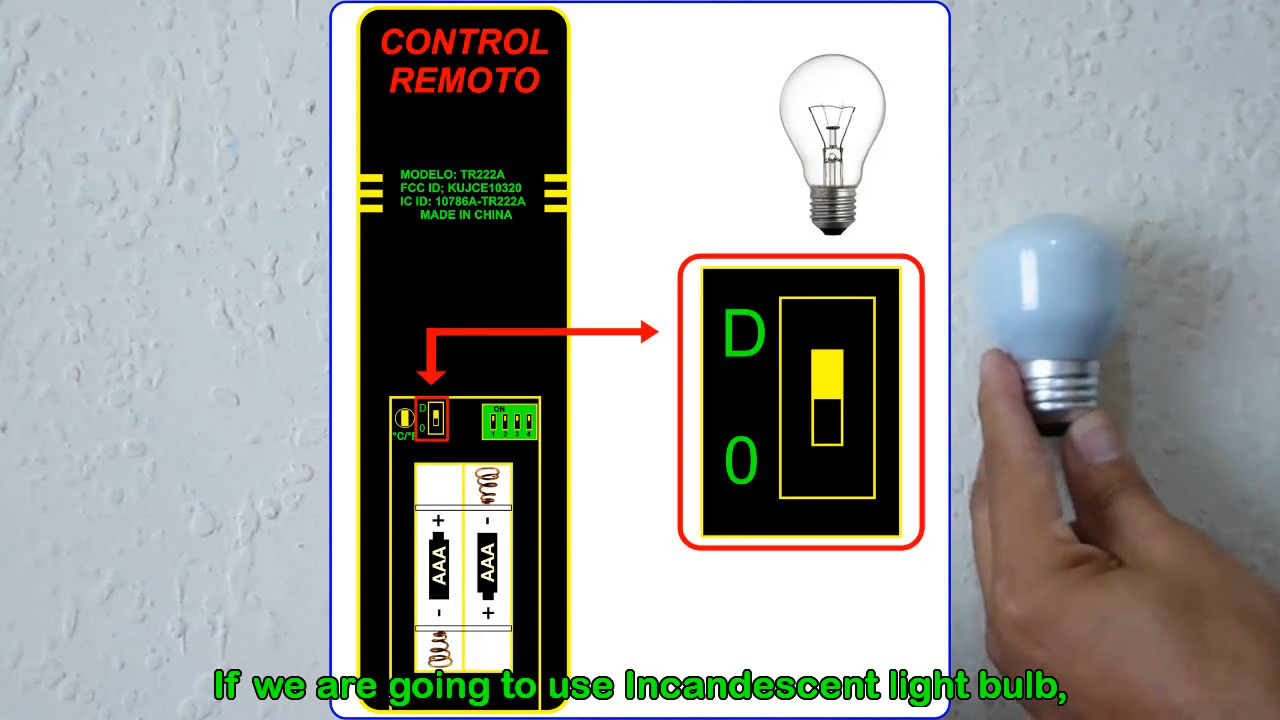 CONTROL
REMOTO
MODELO: TR222A
FCC ID; KUJCE10320
IC ID: 10786A-TR222A
MADE IN CHINA
D
0
D
0
°C/°F
ON
1 2 3 4
+ -
AAA AAA
- +
If we are going to use Incandescent light bulb,